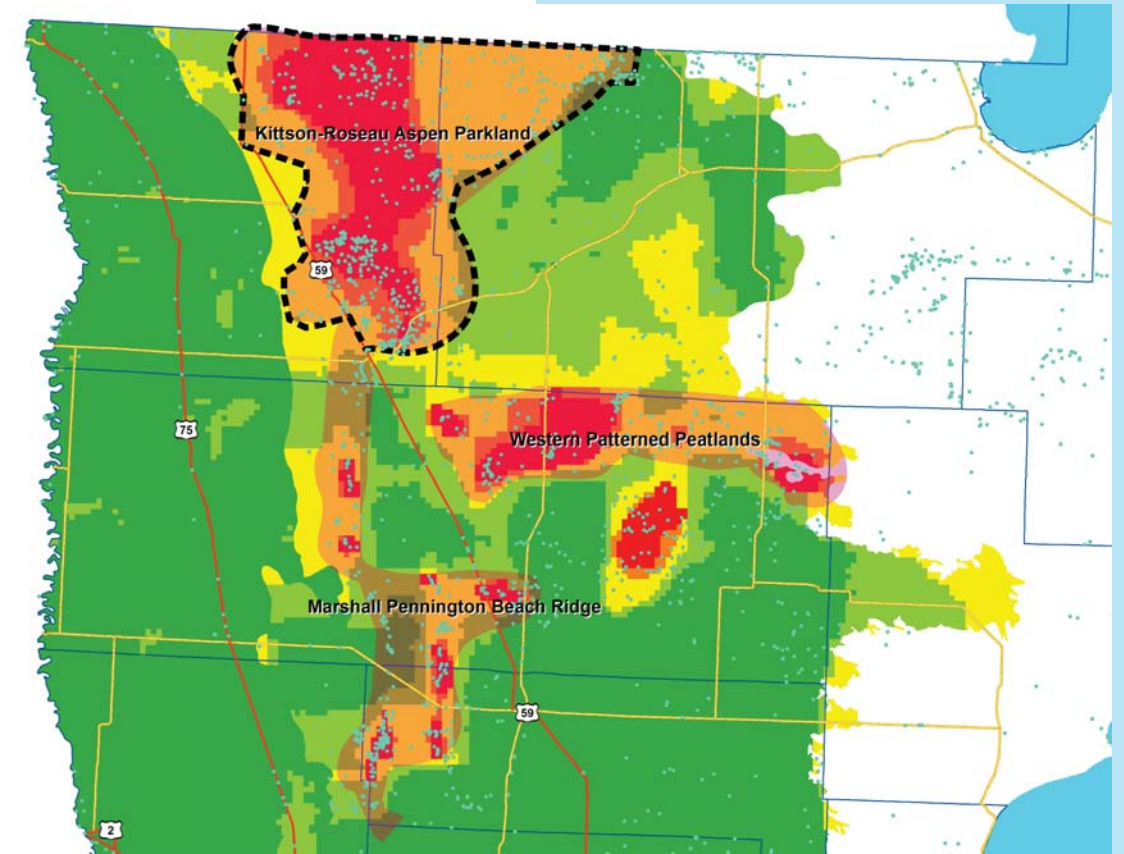 Kittson-Roseau Aspen Parkland
59
75
Western Patterned Peatlands
Marshall Pennington Beach Ridge
59
2